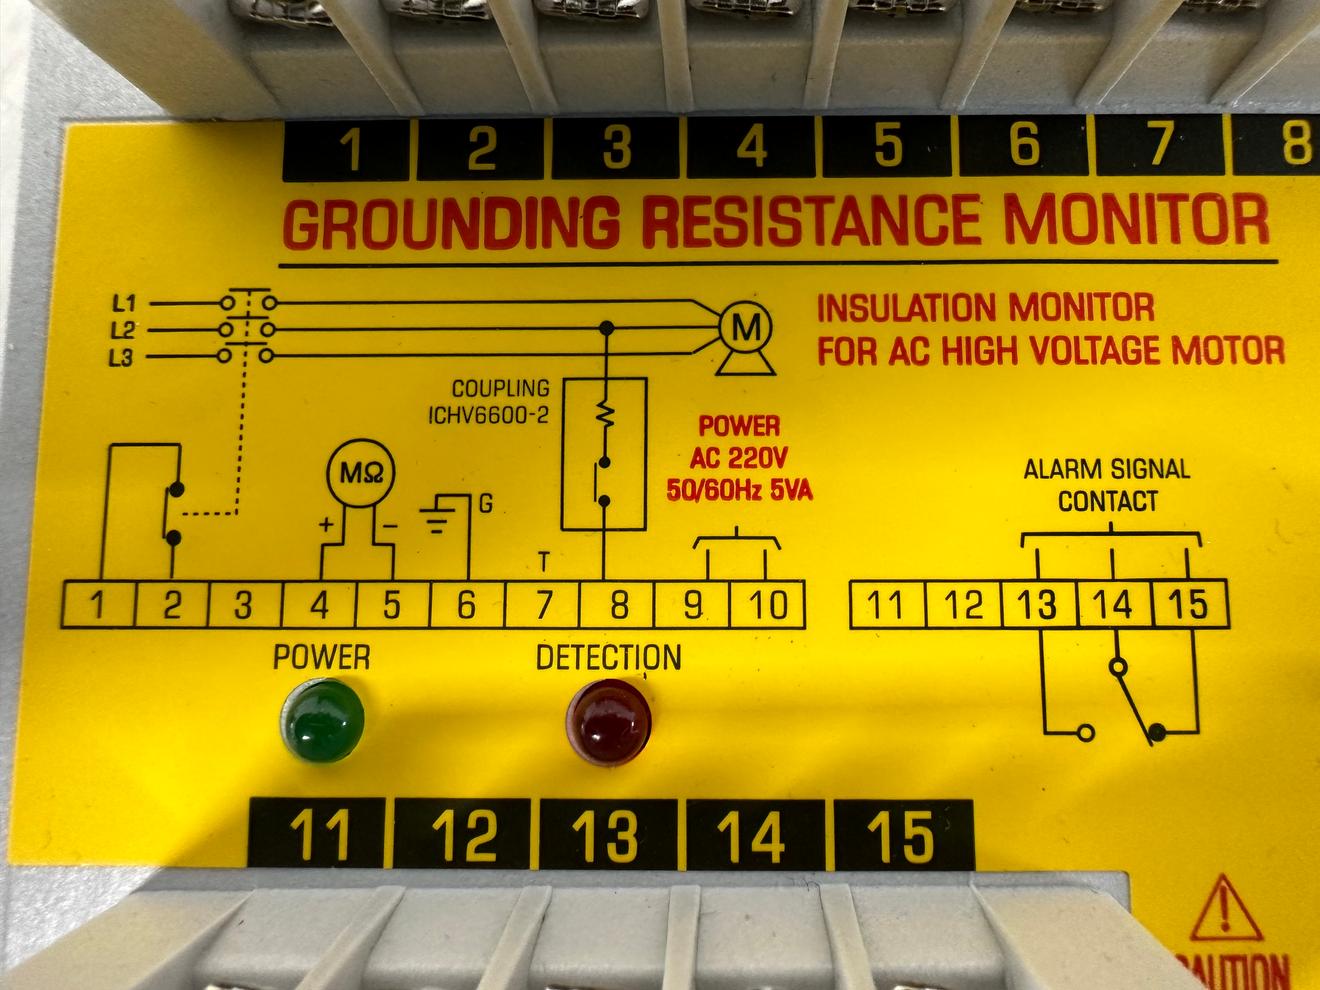 1 2 3 4 5 6 7 8
GROUNDING RESISTANCE MONITOR
L1
L2
L3
M
INSULATION MONITOR
FOR AC HIGH VOLTAGE MOTOR
COUPLING
ICHV6600-2
POWER
AC 220V
50/60Hz 5VA
MΩ
+ −
G
T
ALARM SIGNAL
CONTACT
1 2 3 4 5 6 7 8 9 10
11 12 13 14 15
POWER
DETECTION
11 12 13 14 15
CAUTION